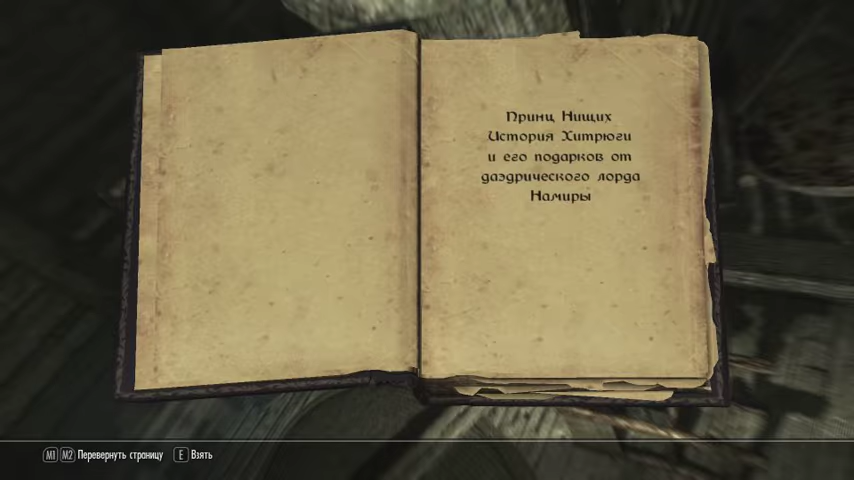 Принц Нищих
История Хитрюги
и его подарков от
даэдрического лорда
Намиры
M1 M2 Перевернуть страницу E Взять